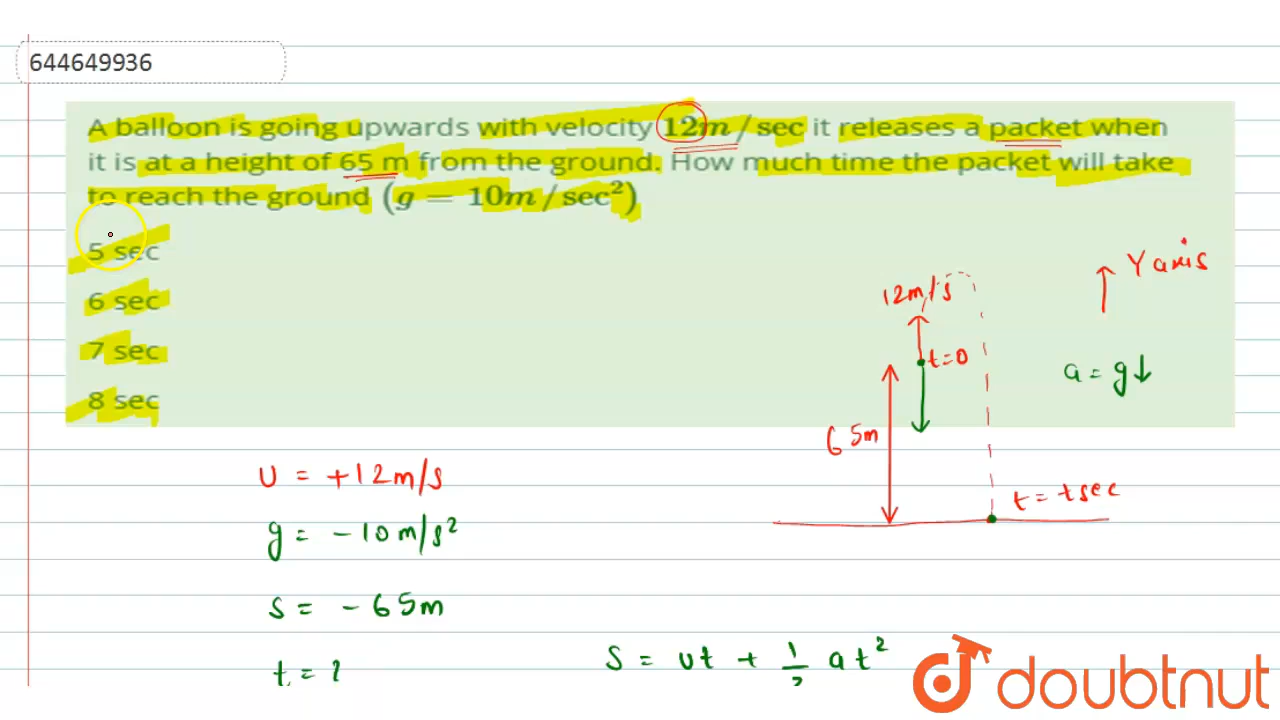 644649936
A balloon is going upwards with velocity 12m/sec it releases a packet when
it is at a height of 65 m from the ground. How much time the packet will take
to reach the ground (g = 10m/sec²)
5 sec
6 sec
7 sec
8 sec
12m/s
Y axis
t=0
a = g↓
65m
t = t sec
u = +12m/s
g = -10m/s²
s = -65m
t = ?
S = ut + 1/2 at²
doubtnut